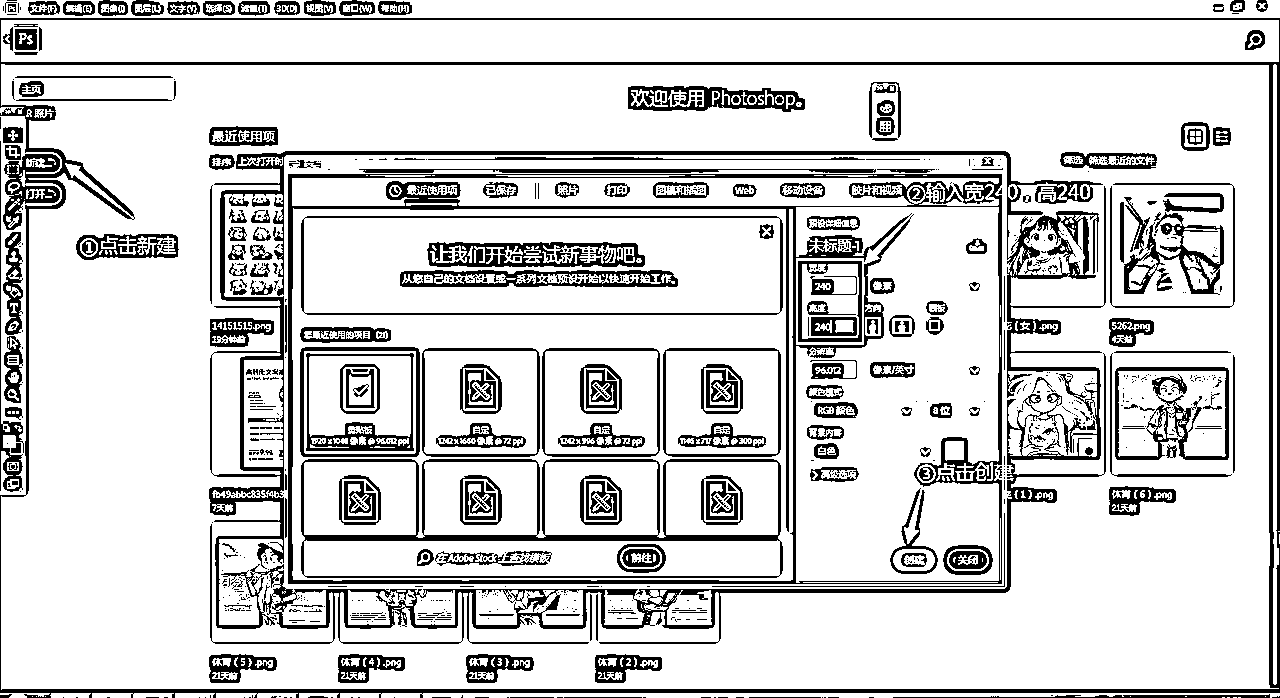 文件(F) 编辑(E) 图像(I) 图层(L) 文字(Y) 选择(S) 滤镜(T) 3D(D) 视图(V) 窗口(W) 帮助(H)
Ps
主页
照片
欢迎使用 Photoshop。
最近使用项
排序 上次打开时
筛选 筛选最近的文件
新建
打开
①点击新建
新建文档
最近使用项 已保存 照片 打印 图稿和插图 Web 移动设备 胶片和视频
②输入宽240，高240
让我们开始尝试新事物吧。
从您自己的文档设置或一系列文档预设开始以快速开始工作。
预设详细信息
未标题-1
宽度
240 像素
高度 方向 画板
240
分辨率
96.012 像素/英寸
颜色模式
RGB 颜色 8 位
背景内容
白色
高级选项
③点击创建
创建 关闭
您最近使用的项目 (21)
剪贴板
1920 x 1048 像素 @ 96.012 ppi
自定
1242 x 1660 像素 @ 72 ppi
自定
1242 x 996 像素 @ 72 ppi
自定
1146 x 717 像素 @ 300 ppi
在 Adobe Stock 上查找模板
前往
14151515.png
19分钟前
（女）.png
5262.png
4天前
fb49abbc835f4b3
7天前
（1）.png
体育（6）.png
21天前
体育（5）.png
21天前
体育（4）.png
21天前
体育（3）.png
21天前
体育（2）.png
21天前